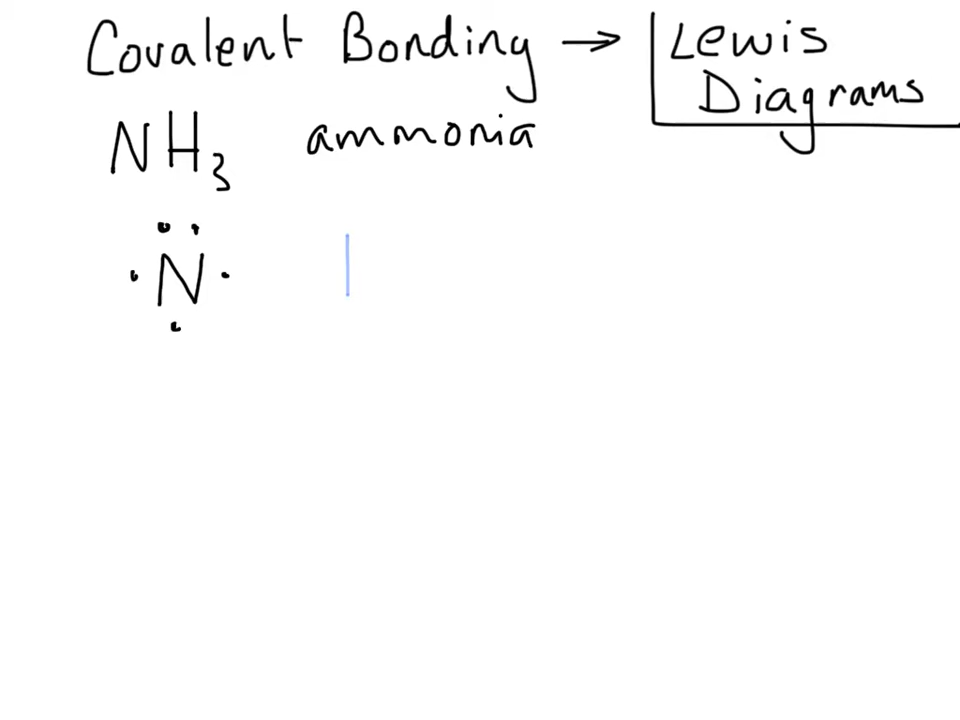 Covalent Bonding → Lewis
Diagrams
NH₃ ammonia
N